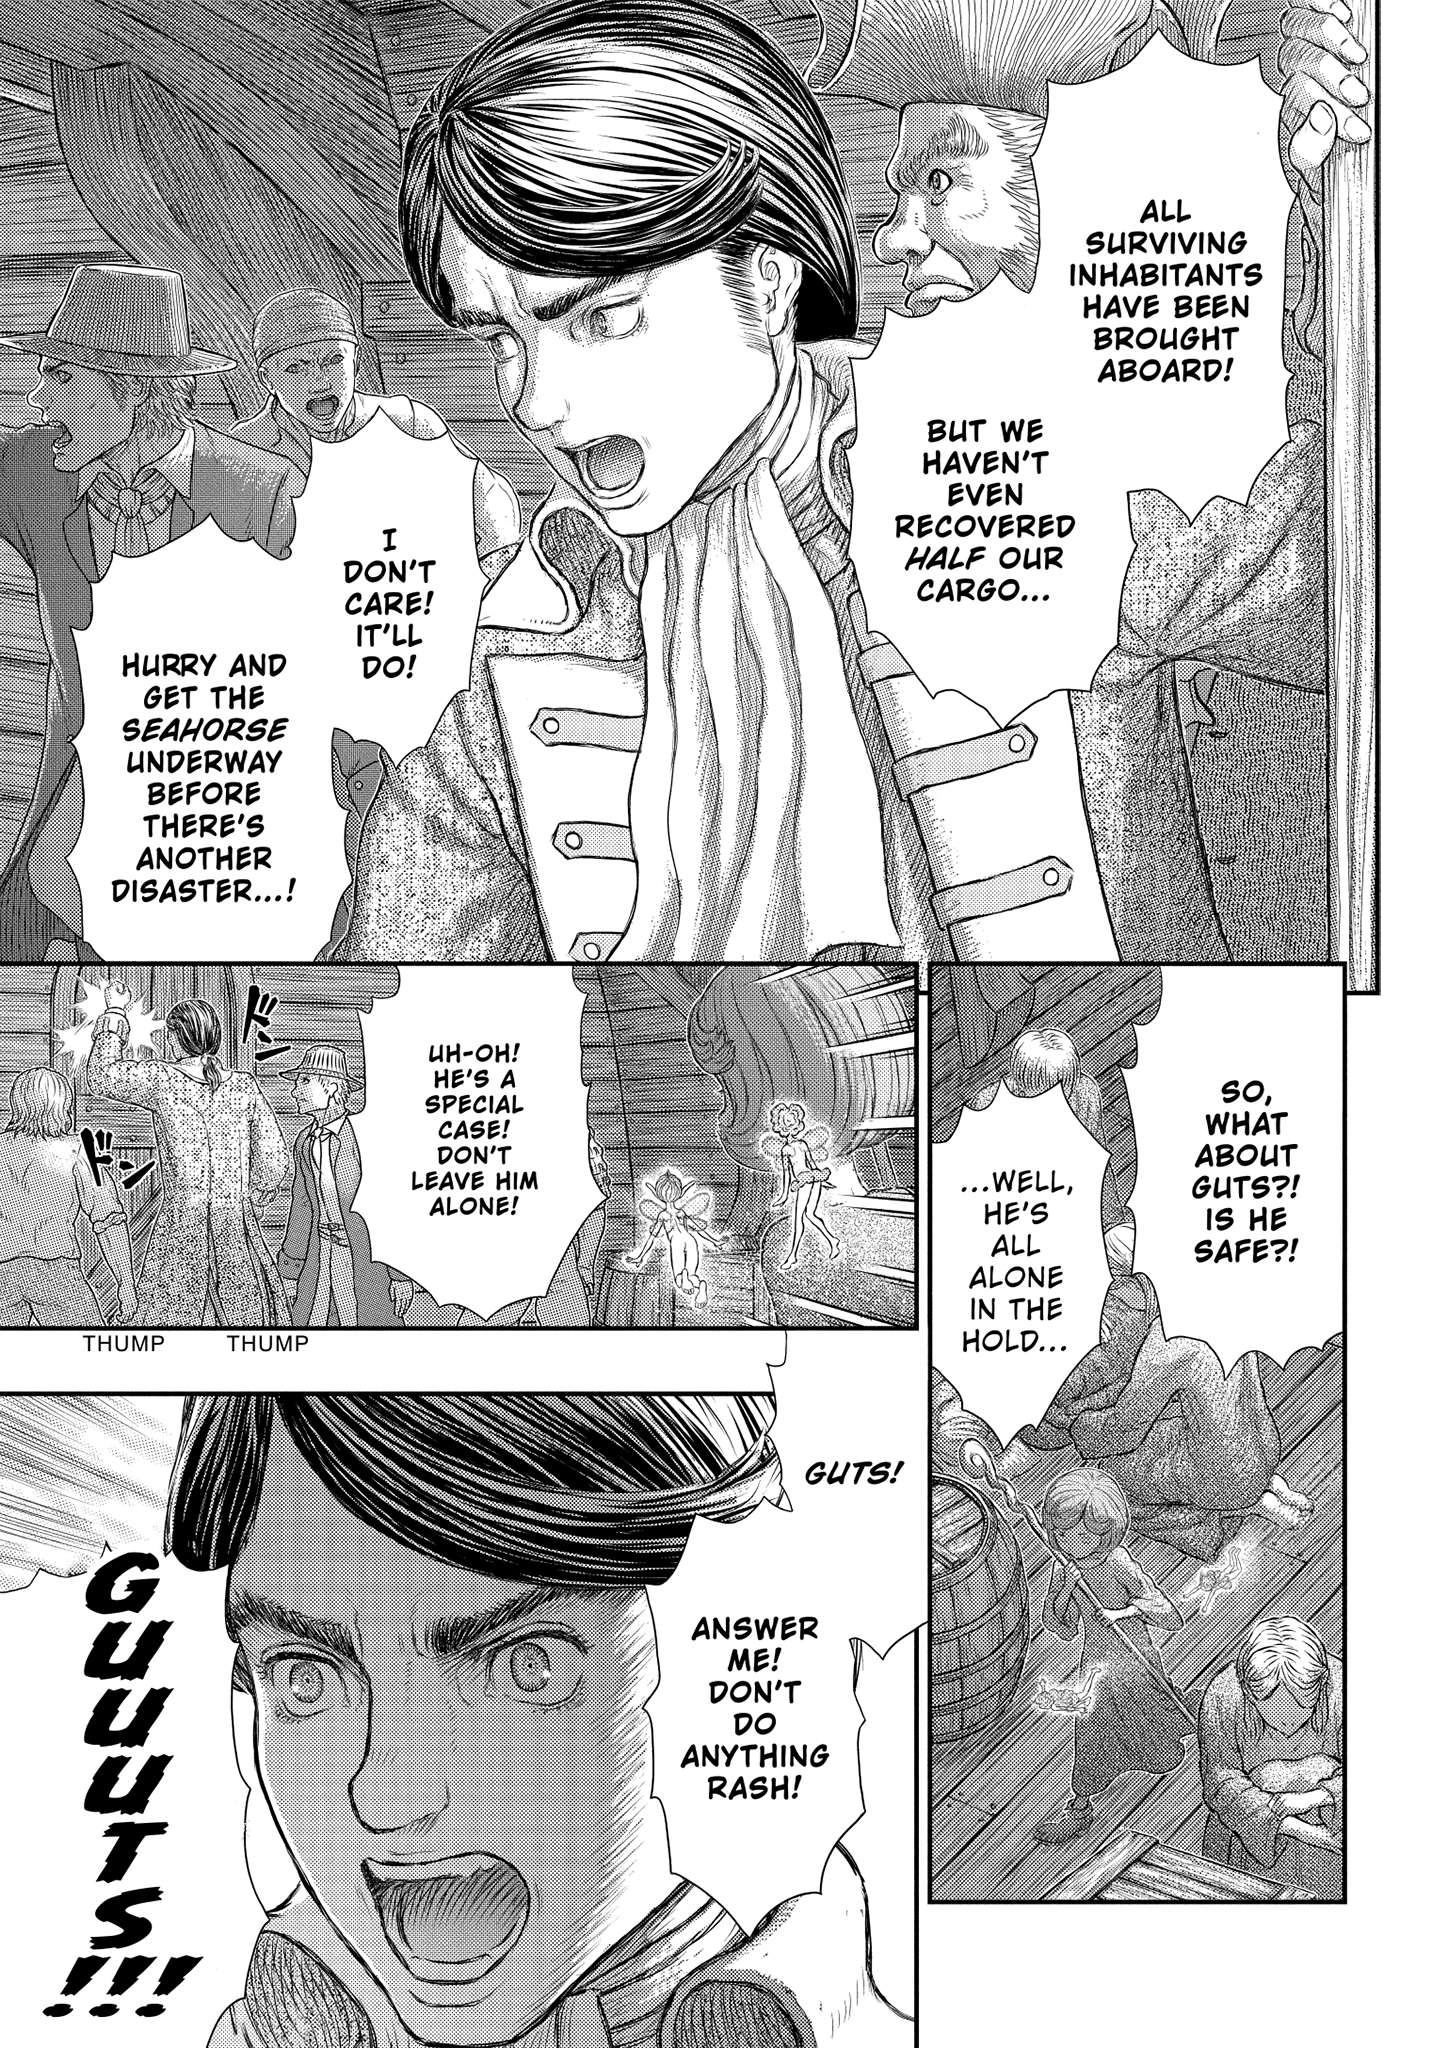 ALL
SURVIVING
INHABITANTS
HAVE BEEN
BROUGHT
ABOARD!
BUT WE
HAVEN'T
EVEN
RECOVERED
HALF OUR
CARGO...
I
DON'T
CARE!
IT'LL
DO!
HURRY AND
GET THE
SEAHORSE
UNDERWAY
BEFORE
THERE'S
ANOTHER
DISASTER...!
SO,
WHAT
ABOUT
GUTS?!
IS HE
SAFE?!
...WELL,
HE'S
ALL
ALONE
IN THE
HOLD...
UH-OH!
HE'S A
SPECIAL
CASE!
DON'T
LEAVE HIM
ALONE!
ドン
ドン
THUMP THUMP
GUTS!
ANSWER
ME!
DON'T
DO
ANYTHING
RASH!
GUUUTS!!!